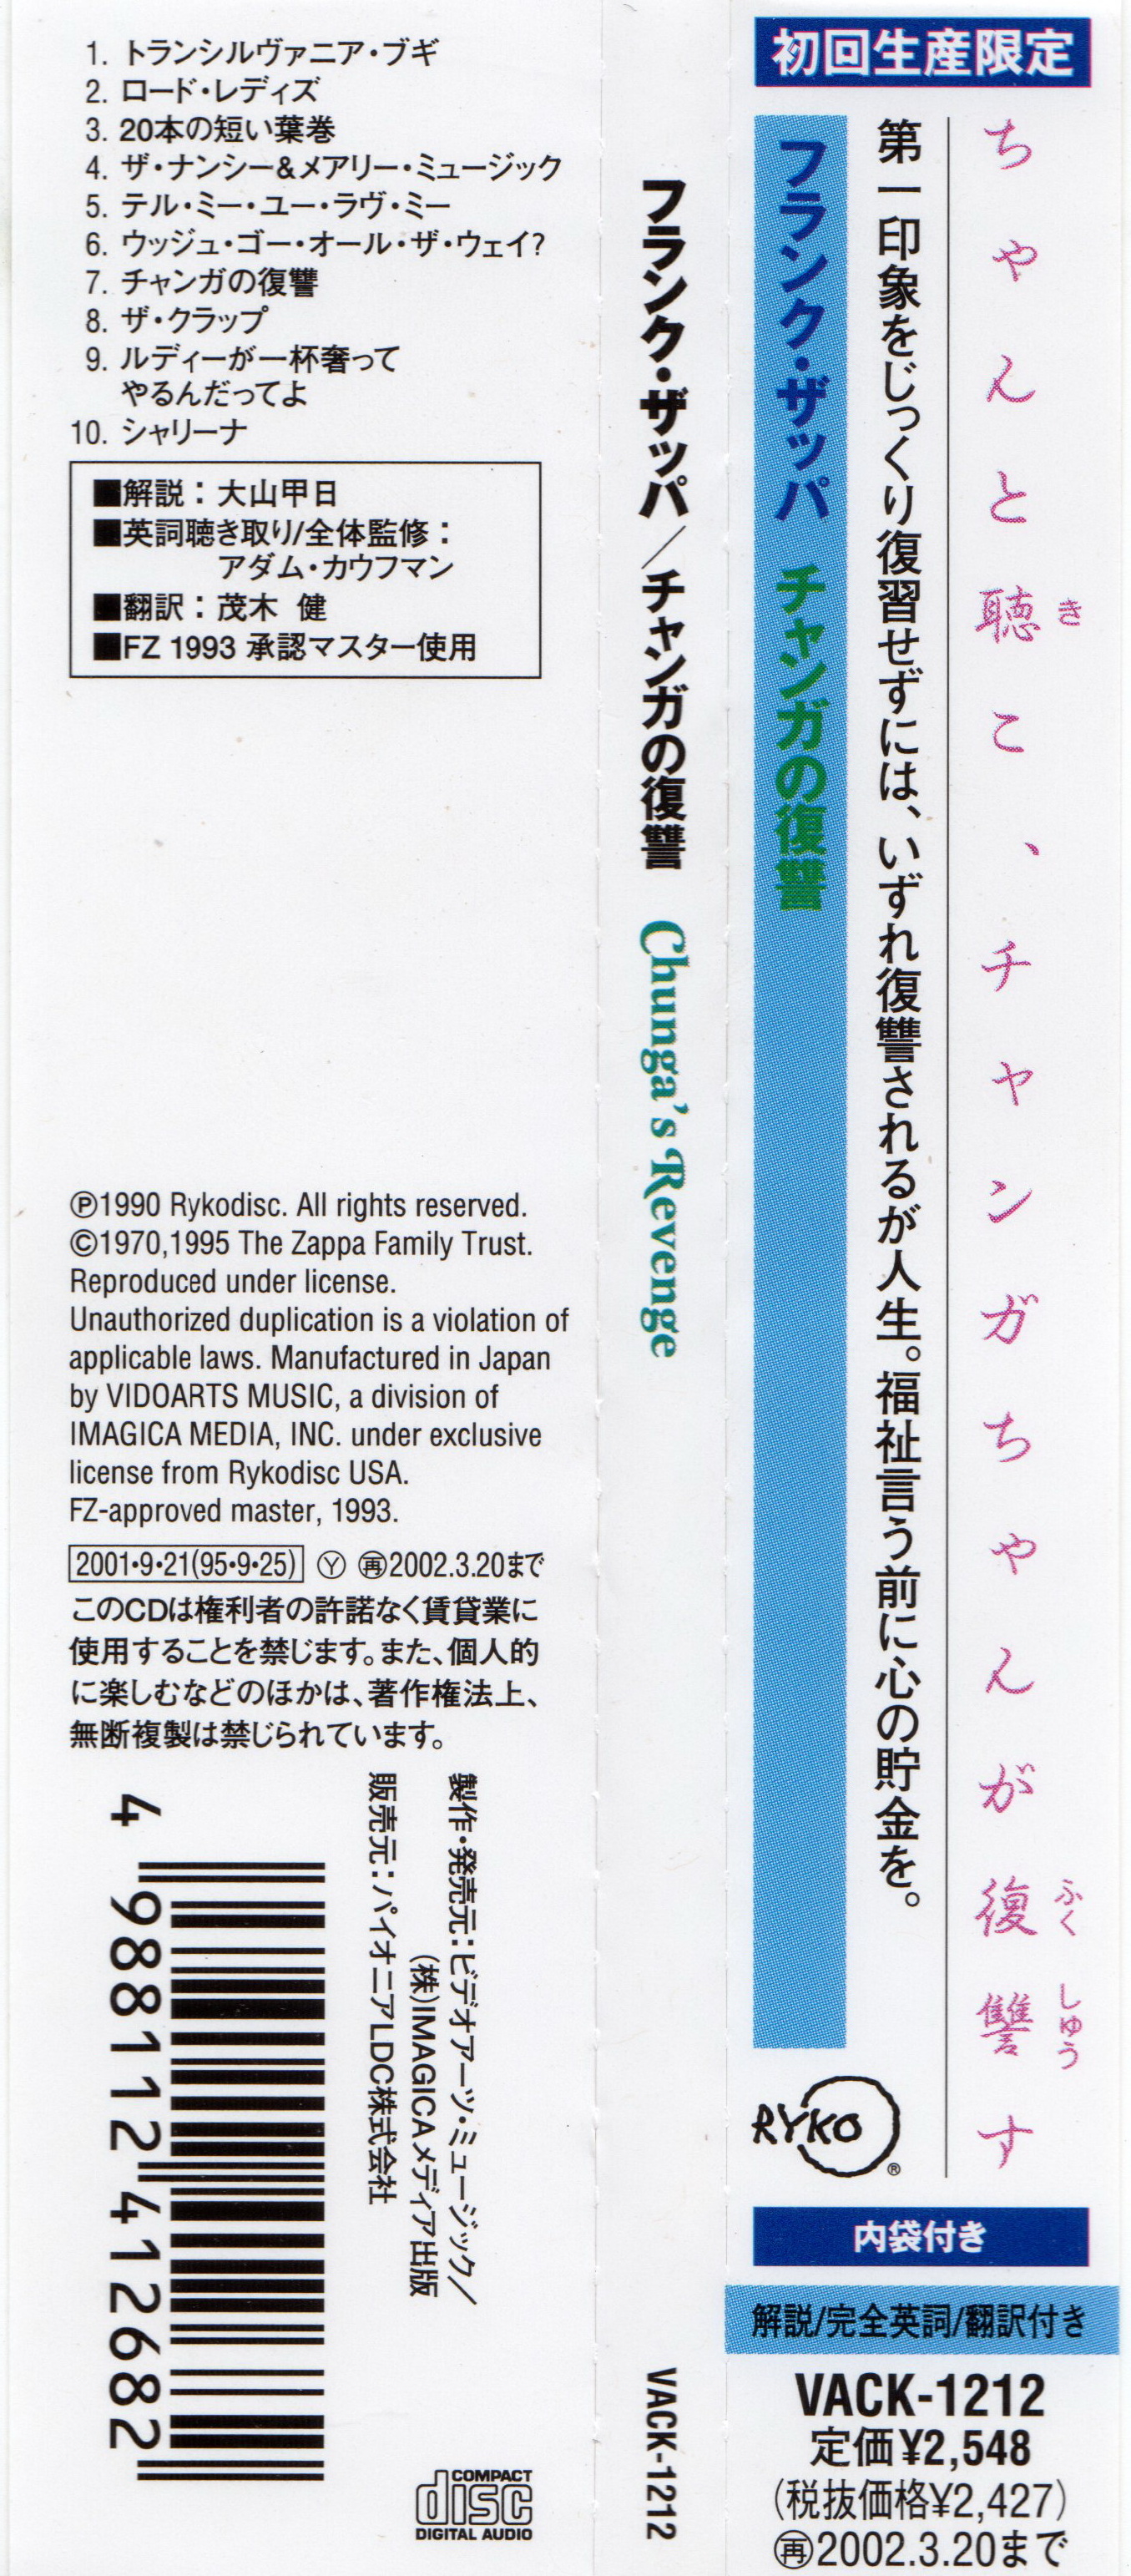 初回生産限定
ちゃんと聴こ、チャンガちゃんが復讐す
き
ふく
しゅう
第一印象をじっくり復習せずには、いずれ復讐されるが人生。福祉言う前に心の貯金を。
フランク・ザッパ チャンガの復讐
RYKO®
内袋付き
解説/完全英詞/翻訳付き
VACK-1212
定価¥2,548
(税抜価格¥2,427)
再2002.3.20まで
フランク・ザッパ/チャンガの復讐 Chunga's Revenge
VACK-1212
1. トランシルヴァニア・ブギ
2. ロード・レディズ
3. 20本の短い葉巻
4. ザ・ナンシー&メアリー・ミュージック
5. テル・ミー・ユー・ラヴ・ミー
6. ウッジュ・ゴー・オール・ザ・ウェイ?
7. チャンガの復讐
8. ザ・クラップ
9. ルディーが一杯奢って
やるんだってよ
10. シャリーナ
■解説：大山甲日
■英詞聴き取り/全体監修：
アダム・カウフマン
■翻訳：茂木 健
■FZ 1993 承認マスター使用
℗1990 Rykodisc. All rights reserved.
©1970,1995 The Zappa Family Trust.
Reproduced under license.
Unauthorized duplication is a violation of
applicable laws. Manufactured in Japan
by VIDOARTS MUSIC, a division of
IMAGICA MEDIA, INC. under exclusive
license from Rykodisc USA.
FZ-approved master, 1993.
2001・9・21(95・9・25) Ⓨ 再2002.3.20まで
このCDは権利者の許諾なく賃貸業に
使用することを禁じます。また、個人的
に楽しむなどのほかは、著作権法上、
無断複製は禁じられています。
製作・発売元：ビデオアーツ・ミュージック/
(株)IMAGICAメディア出版
販売元：パイオニアLDC株式会社
4 988112 412682
COMPACT
disc
DIGITAL AUDIO